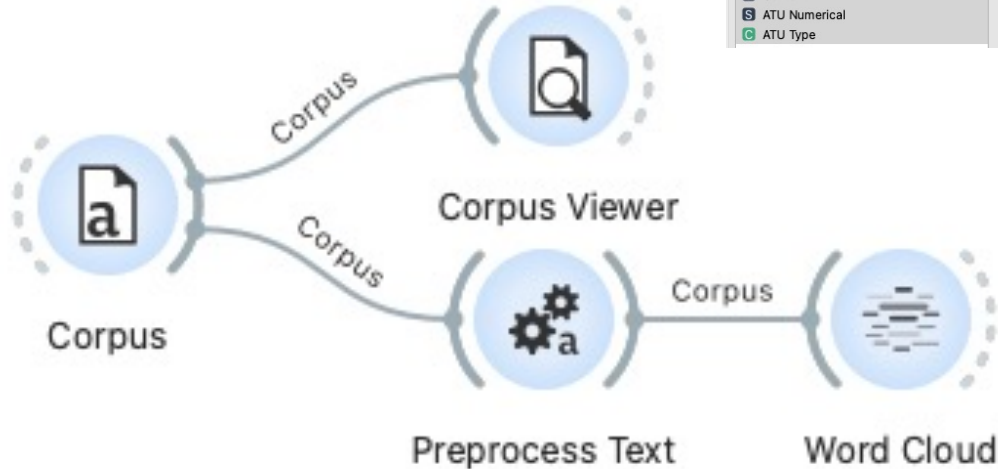 S ATU Numerical
C ATU Type
Corpus
Corpus Viewer
Corpus
a
Corpus
Corpus
a
Preprocess Text
Word Cloud